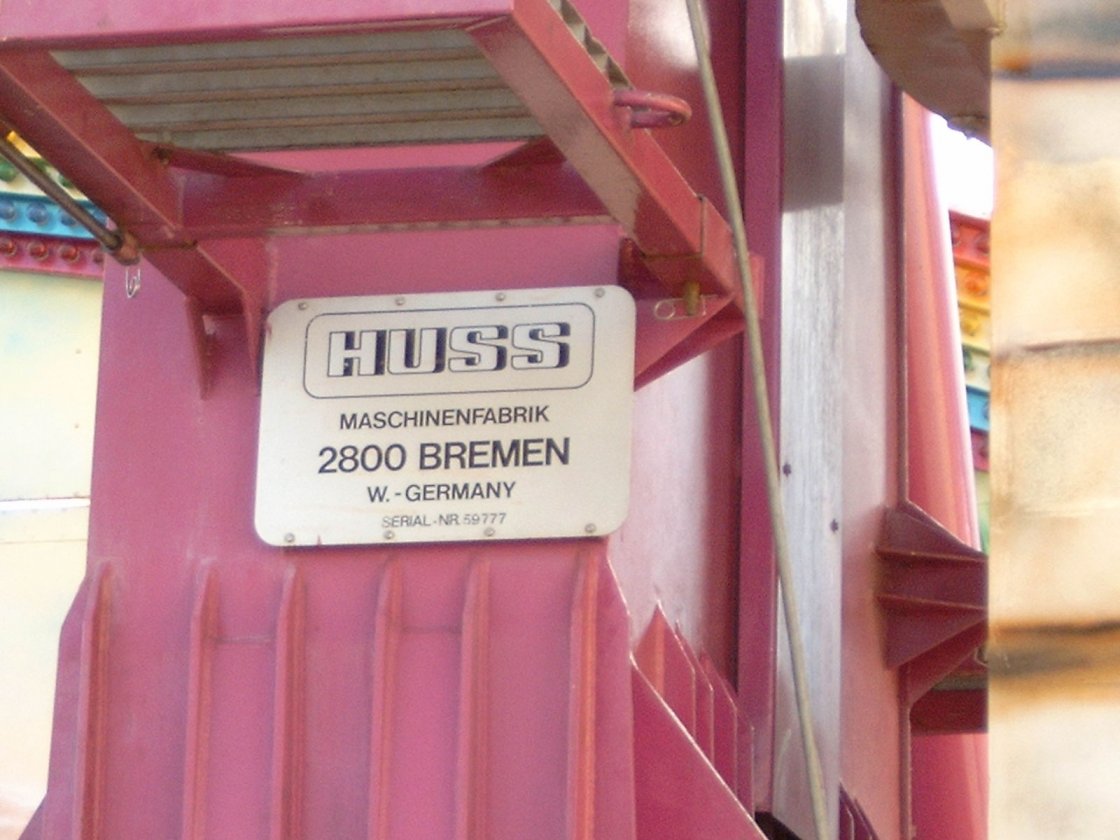 HUSS
MASCHINENFABRIK
2800 BREMEN
W.-GERMANY
SERIAL-NR.59777